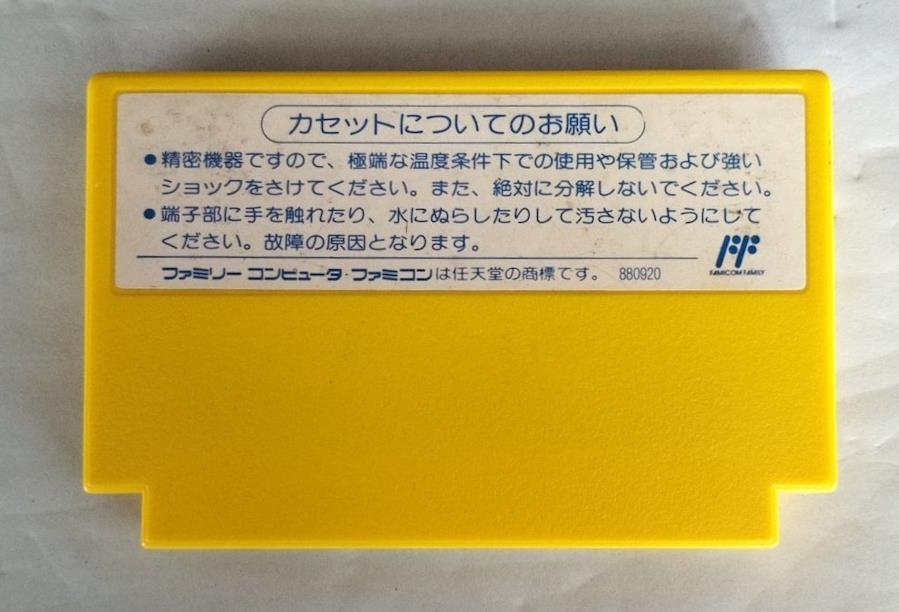 カセットについてのお願い
●精密機器ですので、極端な温度条件下での使用や保管および強い
ショックをさけてください。また、絶対に分解しないでください。
●端子部に手を触れたり、水にぬらしたりして汚さないようにして
ください。故障の原因となります。
ファミリー コンピュータ・ファミコンは任天堂の商標です。 880920
FAMICOM FAMILY